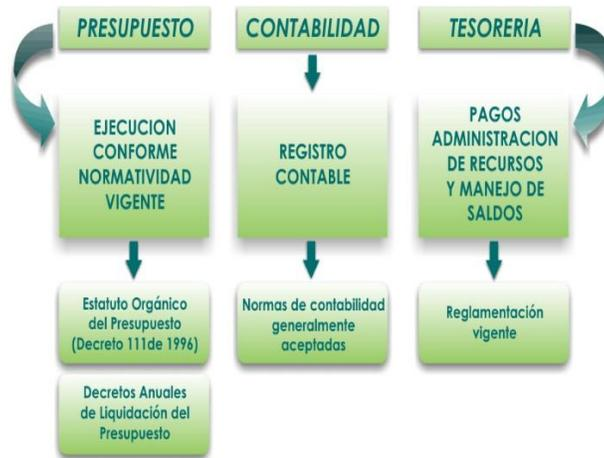 PRESUPUESTO
CONTABILIDAD
TESORERIA
EJECUCION
CONFORME
NORMATIVIDAD
VIGENTE
REGISTRO
CONTABLE
PAGOS
ADMINISTRACION
DE RECURSOS
Y MANEJO DE
SALDOS
Estatuto Orgánico
del Presupuesto
(Decreto 111de 1996)
Normas de contabilidad
generalmente
aceptadas
Reglamentación
vigente
Decretos Anuales
de Liquidación del
Presupuesto